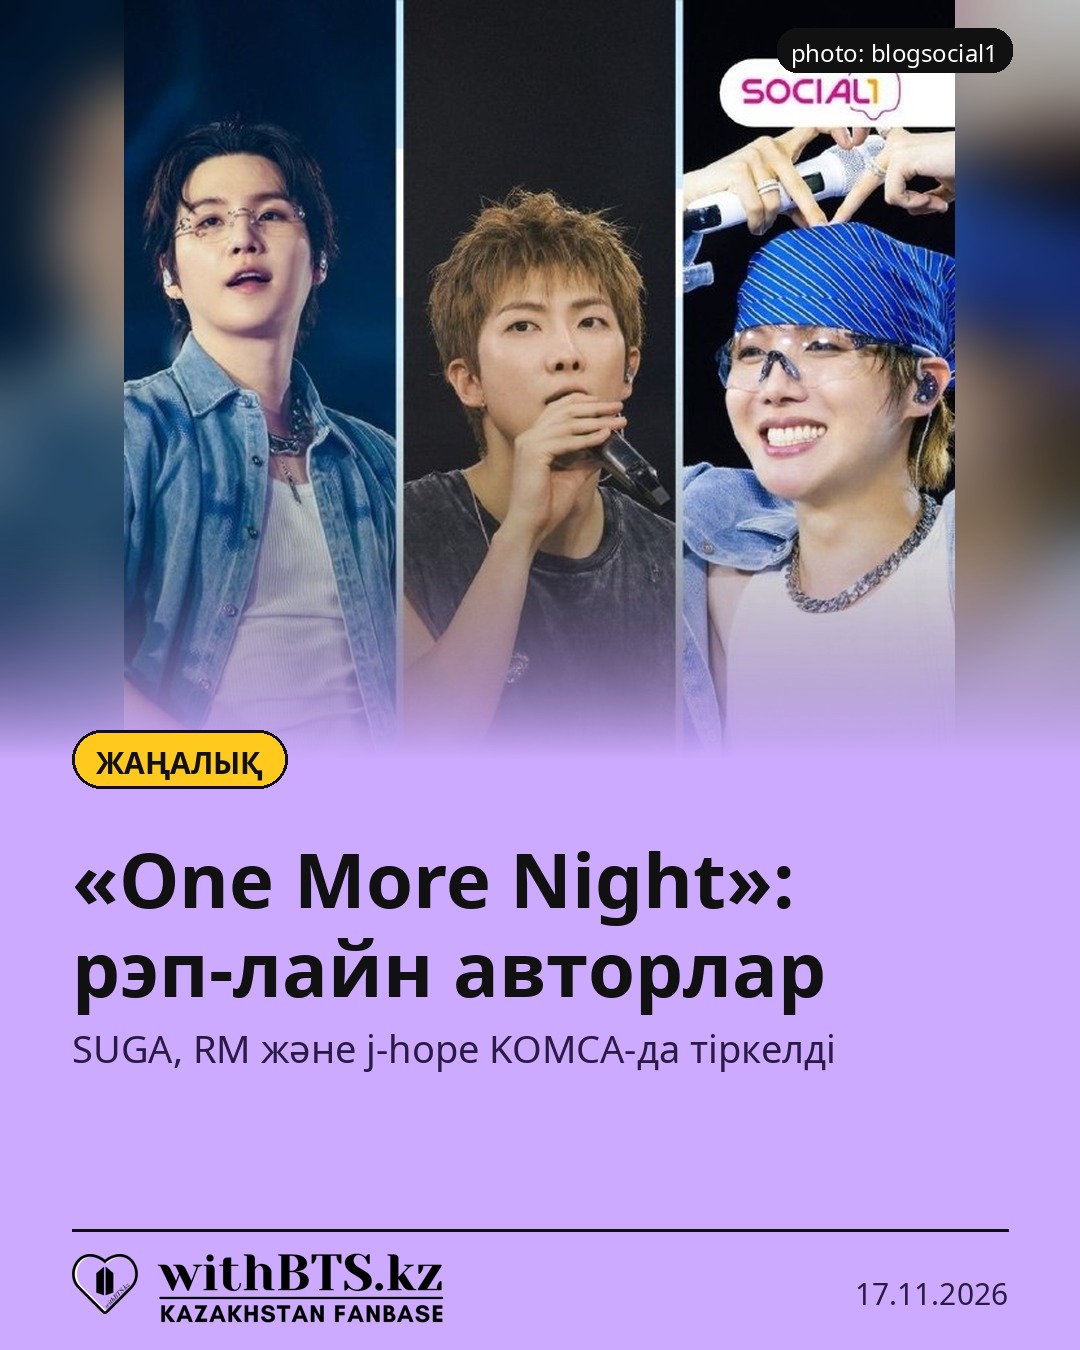 photo: blogsocial1
SOCIAL1
ЖАҢАЛЫҚ
«One More Night»:
рэп-лайн авторлар
SUGA, RM және j-hope KOMCA-да тіркелді
withBTS.kz
KAZAKHSTAN FANBASE
17.11.2026